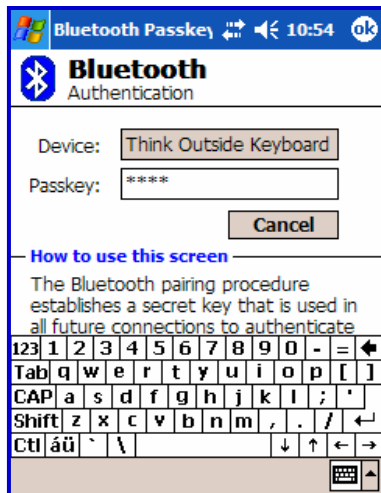 Bluetooth Passkey 10:54 ok
Bluetooth
Authentication
Device: Think Outside Keyboard
Passkey: ****
Cancel
How to use this screen
The Bluetooth pairing procedure
establishes a secret key that is used in
all future connections to authenticate
123 1 2 3 4 5 6 7 8 9 0 - =
Tab q w e r t y u i o p [ ]
CAP a s d f g h j k l ; '
Shift z x c v b n m , . /
Ctl áü ` \ ↓ ↑ ← →